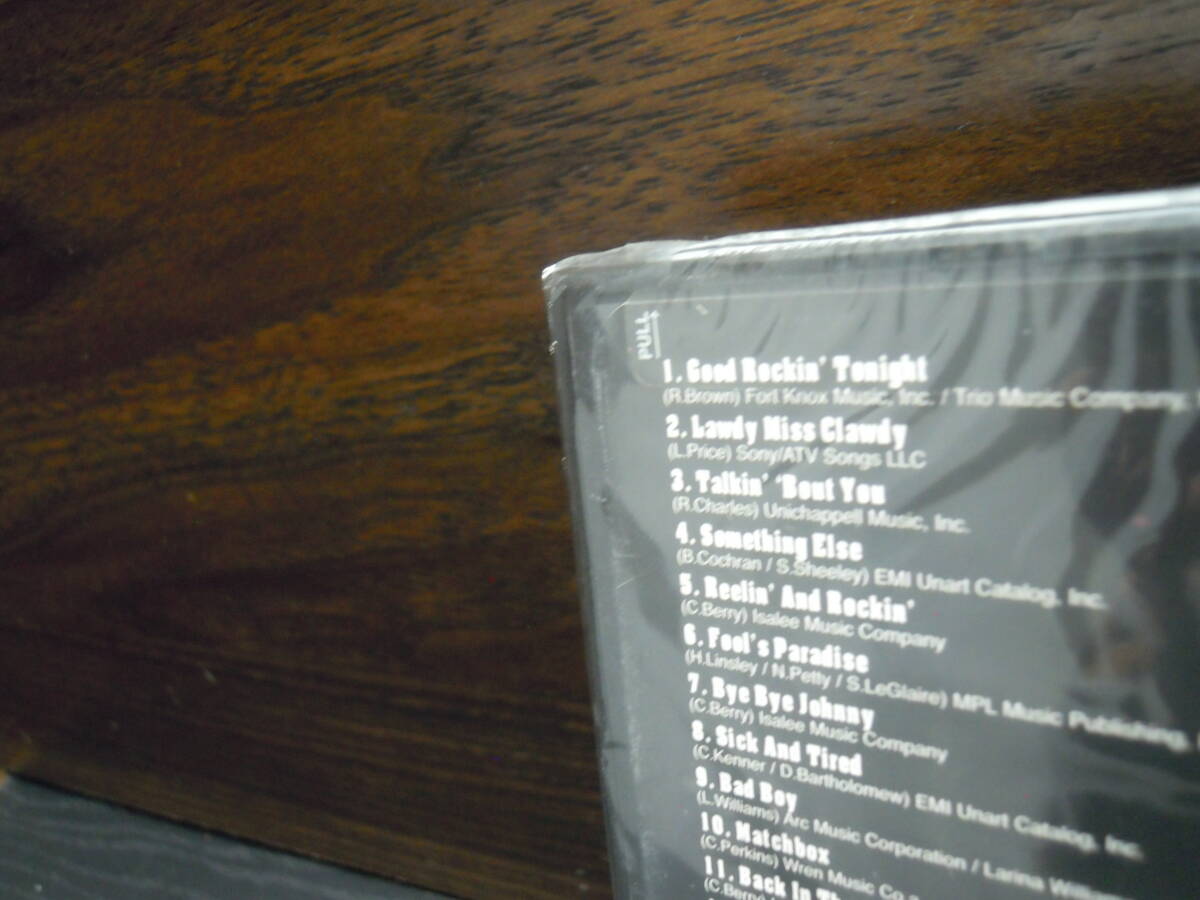 PULL
1. Good Rockin' Tonight
(R.Brown) Fort Knox Music, Inc. / Trio Music Company,
2. Lawdy Miss Clawdy
(L.Price) Sony/ATV Songs LLC
3. Talkin' 'Bout You
(R.Charles) Unichappell Music, Inc.
4. Something Else
(B.Cochran / S.Sheeley) EMI Unart Catalog, Inc.
5. Reelin' And Rockin'
(C.Berry) Isalee Music Company
6. Fool's Paradise
(H.Linsley / N.Petty / S.LeGlaire) MPL Music Publishing,
7. Bye Bye Johnny
(C.Berry) Isalee Music Company
8. Sick And Tired
(C.Kenner / D.Bartholomew) EMI Unart Catalog, Inc.
9. Bad Boy
(L.Williams) Arc Music Corporation / Larina
10. Matchbox
(C.Perkins) Wren Music Co
11. Back In
(C.Berry)